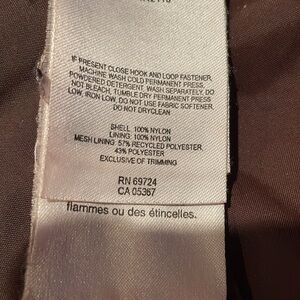 IF PRESENT CLOSE HOOK AND LOOP FASTENER,
MACHINE WASH COLD PERMANENT PRESS,
POWDERED DETERGENT. WASH SEPARATELY, DO
NOT BLEACH, TUMBLE DRY PERMANENT PRESS
LOW, IRON LOW, DO NOT USE FABRIC SOFTENER,
DO NOT DRYCLEAN
SHELL: 100% NYLON
LINING: 100% NYLON
MESH LINING: 57% RECYCLED POLYESTER,
43% POLYESTER
EXCLUSIVE OF TRIMMING
RN 69724
CA 05367
flammes ou des étincelles.